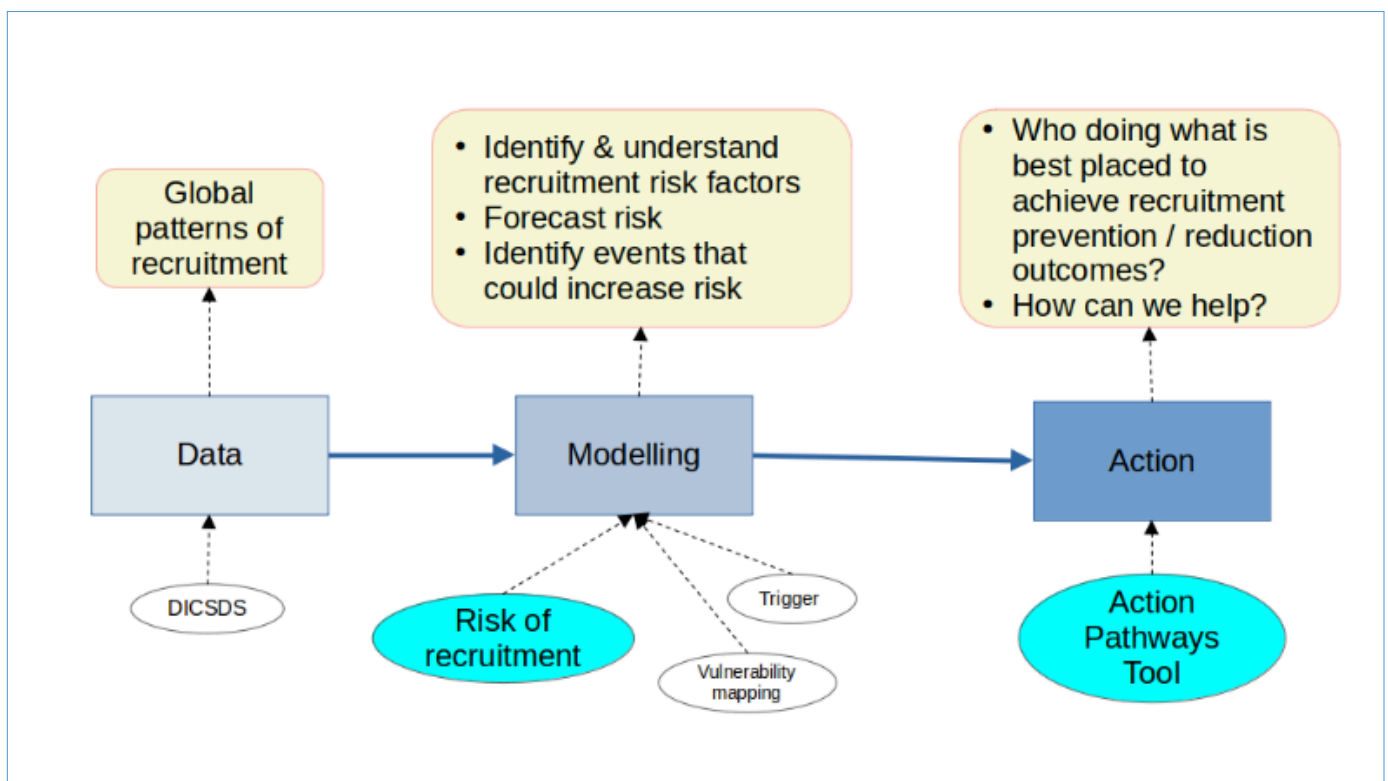 Global
patterns of
recruitment
• Identify & understand
recruitment risk factors
• Forecast risk
• Identify events that
could increase risk
• Who doing what is
best placed to
achieve recruitment
prevention / reduction
outcomes?
• How can we help?
Data
Modelling
Action
DICSDS
Risk of
recruitment
Trigger
Vulnerability
mapping
Action
Pathways
Tool